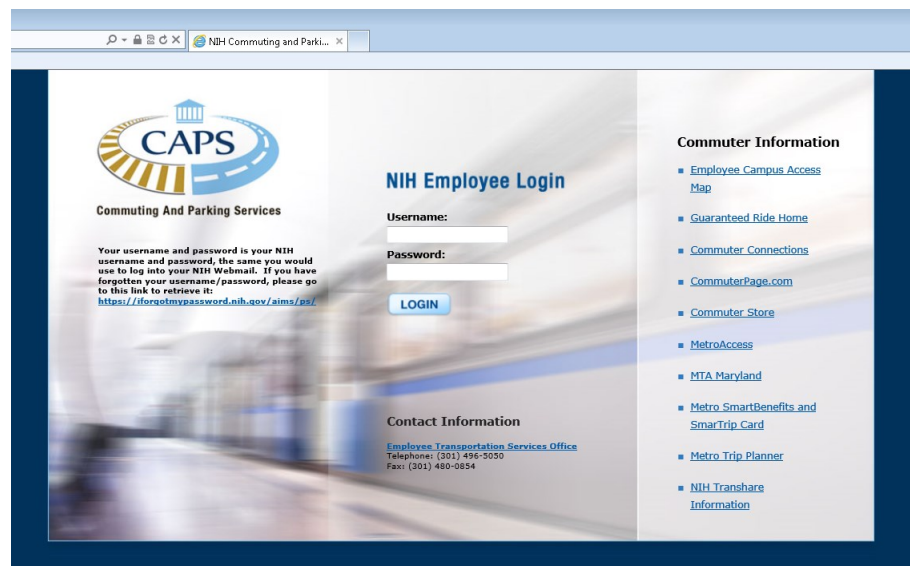 NIH Commuting and Parki...
CAPS
Commuting And Parking Services
Your username and password is your NIH
username and password, the same you would
use to log into your NIH Webmail. If you have
forgotten your username/password, please go
to this link to retrieve it:
https://iforgotmypassword.nih.gov/aims/ps/
NIH Employee Login
Username:
Password:
LOGIN
Contact Information
Employee Transportation Services Office
Telephone: (301) 496-5050
Fax: (301) 480-0854
Commuter Information
Employee Campus Access
Map
Guaranteed Ride Home
Commuter Connections
CommuterPage.com
Commuter Store
MetroAccess
MTA Maryland
Metro SmartBenefits and
SmarTrip Card
Metro Trip Planner
NIH Transhare
Information